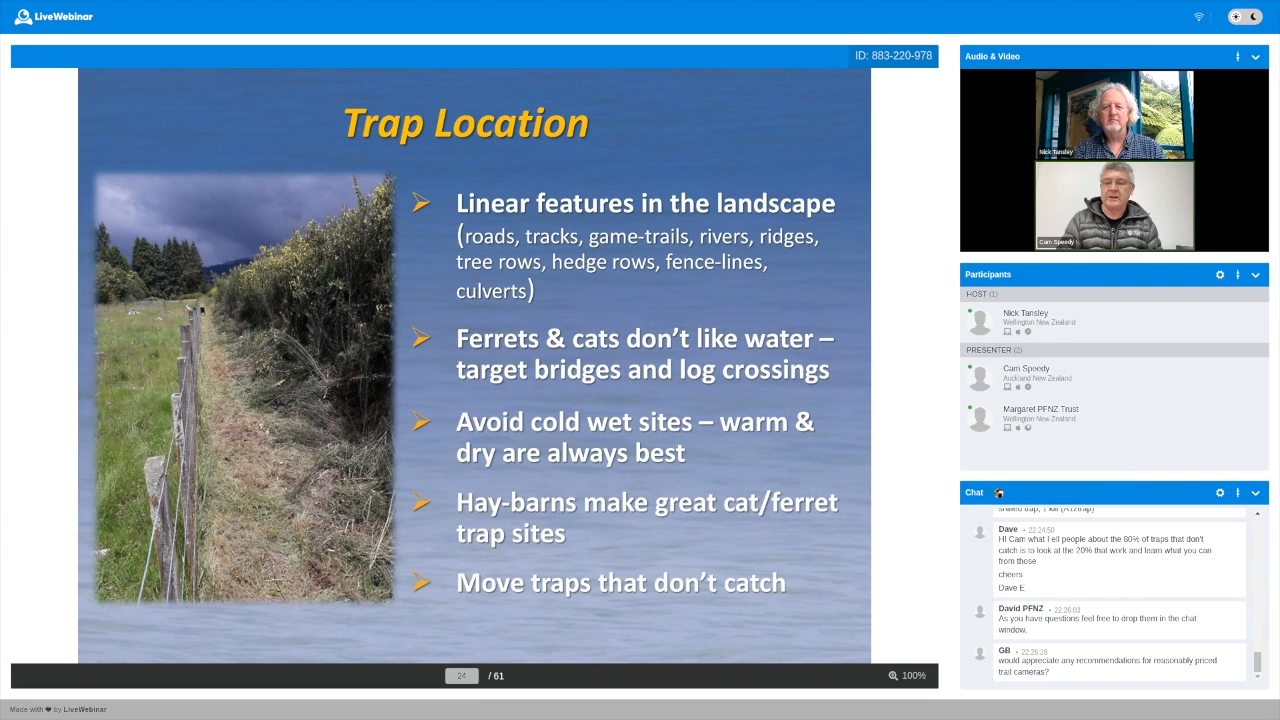 LiveWebinar
ID: 883-220-978
Trap Location
Linear features in the landscape
(roads, tracks, game-trails, rivers, ridges,
tree rows, hedge rows, fence-lines,
culverts)
Ferrets & cats don't like water –
target bridges and log crossings
Avoid cold wet sites – warm &
dry are always best
Hay-barns make great cat/ferret
trap sites
Move traps that don't catch
24 / 61
100%
Audio & Video
Nick Tansley
Cam Speedy
Participants
HOST (1)
Nick Tansley
Wellington New Zealand
PRESENTER (2)
Cam Speedy
Auckland New Zealand
Margaret PFNZ Trust
Wellington New Zealand
Chat
Dave • 22:24:50
HI Cam what I ell people about the 80% of traps that don't
catch is to look at the 20% that work and learn what you can
from those
cheers
Dave E
David PFNZ • 22:26:03
As you have questions feel free to drop them in the chat
window.
GB • 22:26:28
would appreciate any recommendations for reasonably priced
trail cameras?
Made with ❤ by LiveWebinar